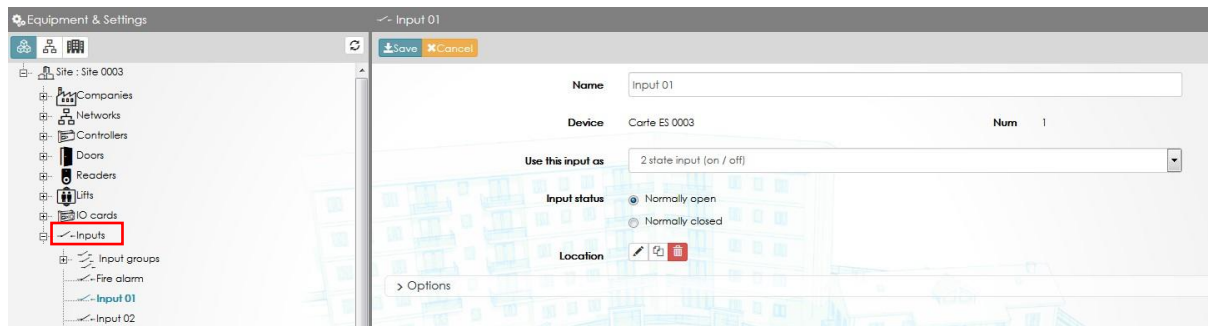 Equipment & Settings
Input 01
Save Cancel
Site : Site 0003
Companies
Networks
Controllers
Doors
Readers
Lifts
IO cards
Inputs
Input groups
Fire alarm
Input 01
Input 02
Name Input 01
Device Carte ES 0003 Num 1
Use this input as 2 state input (on / off)
Input status Normally open
Normally closed
Location
Options